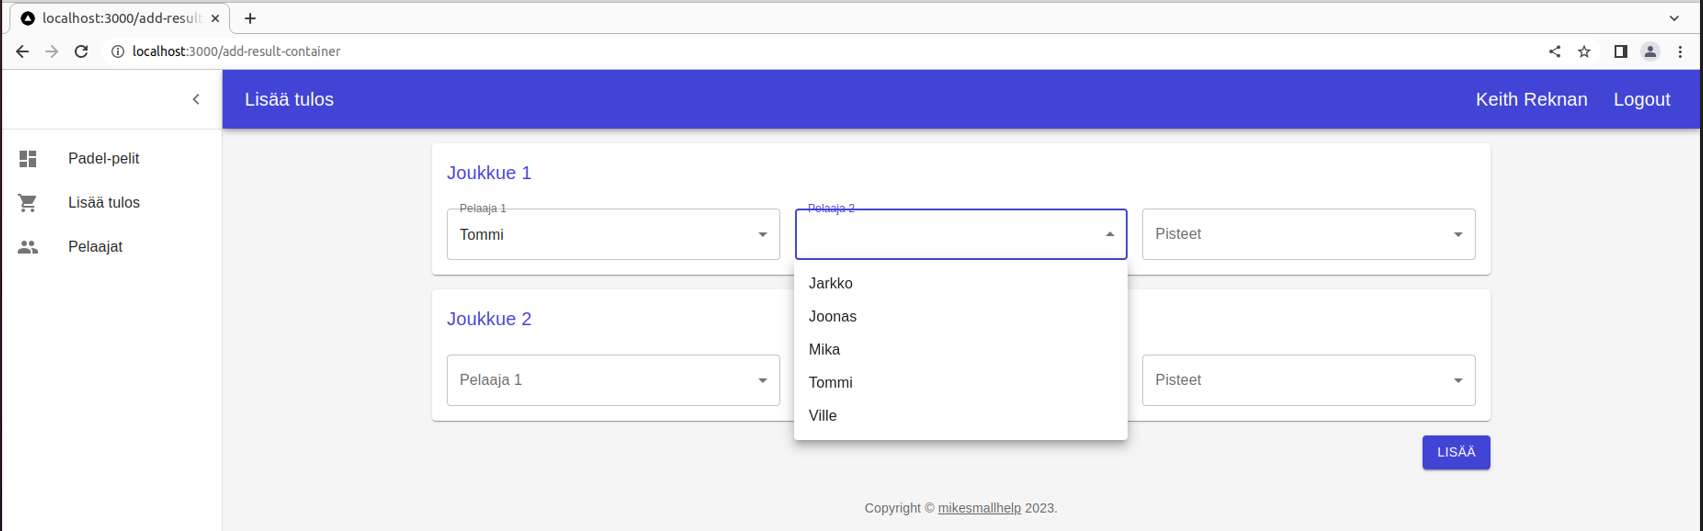 localhost:3000/add-result
localhost:3000/add-result-container
Lisää tulos
Keith Reknan
Logout
Padel-pelit
Lisää tulos
Pelaajat
Joukkue 1
Pelaaja 1
Tommi
Pelaaja 2
Pisteet
Jarkko
Joonas
Mika
Tommi
Ville
Joukkue 2
Pelaaja 1
Pisteet
LISÄÄ
Copyright © mikesmallhelp 2023.